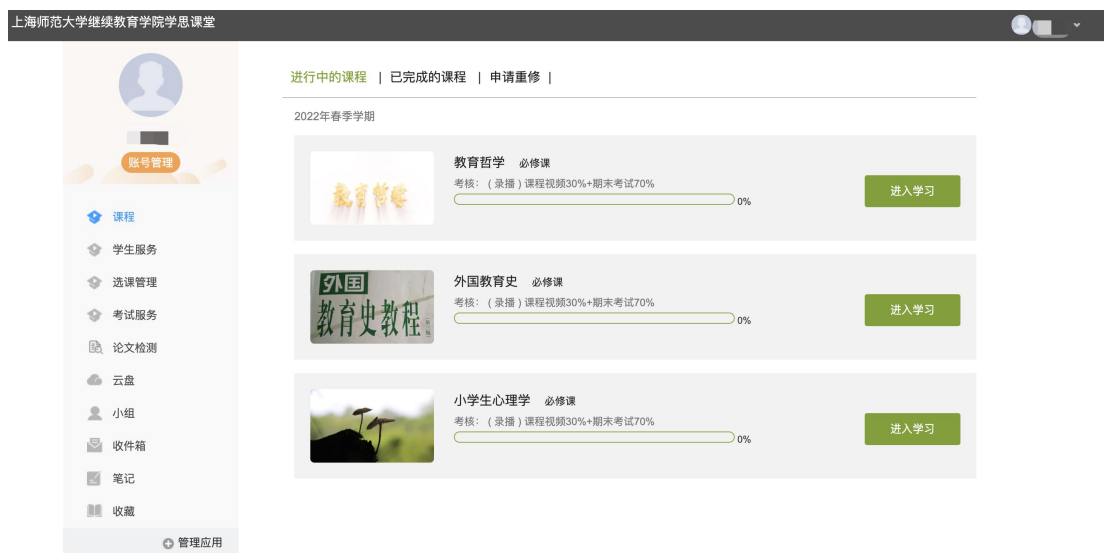 上海师范大学继续教育学院学思课堂
账号管理
课程
学生服务
选课管理
考试服务
论文检测
云盘
小组
收件箱
笔记
收藏
管理应用
进行中的课程 | 已完成的课程 | 申请重修 |
2022年春季学期
教育哲学
教育哲学 必修课
考核：（录播）课程视频30%+期末考试70%
0%
进入学习
外国
教育史教程
外国教育史 必修课
考核：（录播）课程视频30%+期末考试70%
0%
进入学习
小学生心理学 必修课
考核：（录播）课程视频30%+期末考试70%
0%
进入学习